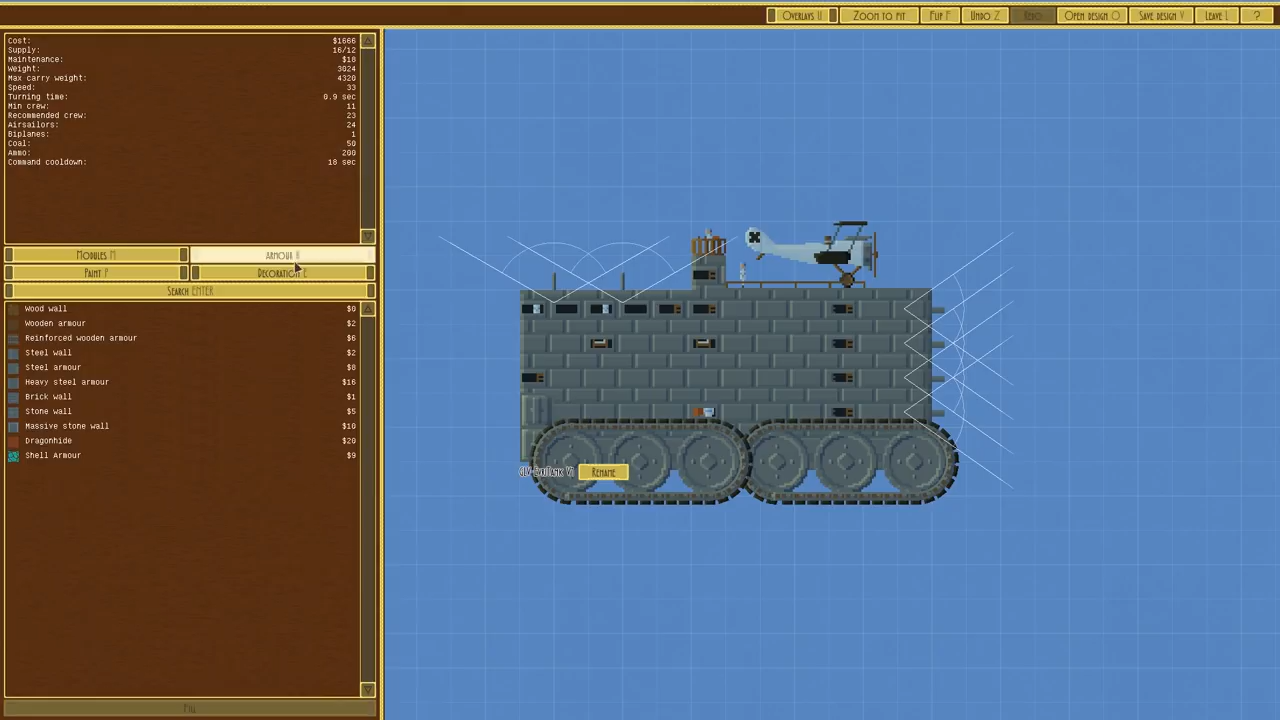 OVERLAYS U ZOOM TO FIT FLIP F UNDO Z REDO OPEN DESIGN O SAVE DESIGN V LEAVE L ?
Cost: $1666
Supply: 16/12
Maintenance: $18
Weight: 3024
Max carry weight: 4320
Speed: 33
Turning time: 0.9 sec
Min crew: 11
Recommended crew: 23
Airsailors: 24
Biplanes: 1
Coal: 50
Ammo: 200
Command cooldown: 18 sec
MODULES M ARMOUR
PAINT P DECORATION
SEARCH ENTER
Wood wall $0
Wooden armour $2
Reinforced wooden armour $6
Steel wall $2
Steel armour $8
Heavy steel armour $16
Brick wall $1
Stone wall $5
Massive stone wall $10
Dragonhide $20
Shell Armour $9
RENAME